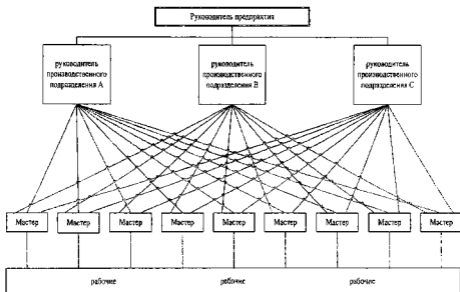 Руководитель предприятия
руководитель производственного подразделения А
руководитель производственного подразделения В
руководитель производственного подразделения С
Мастер Мастер Мастер Мастер Мастер Мастер Мастер Мастер Мастер
рабочие рабочие рабочие